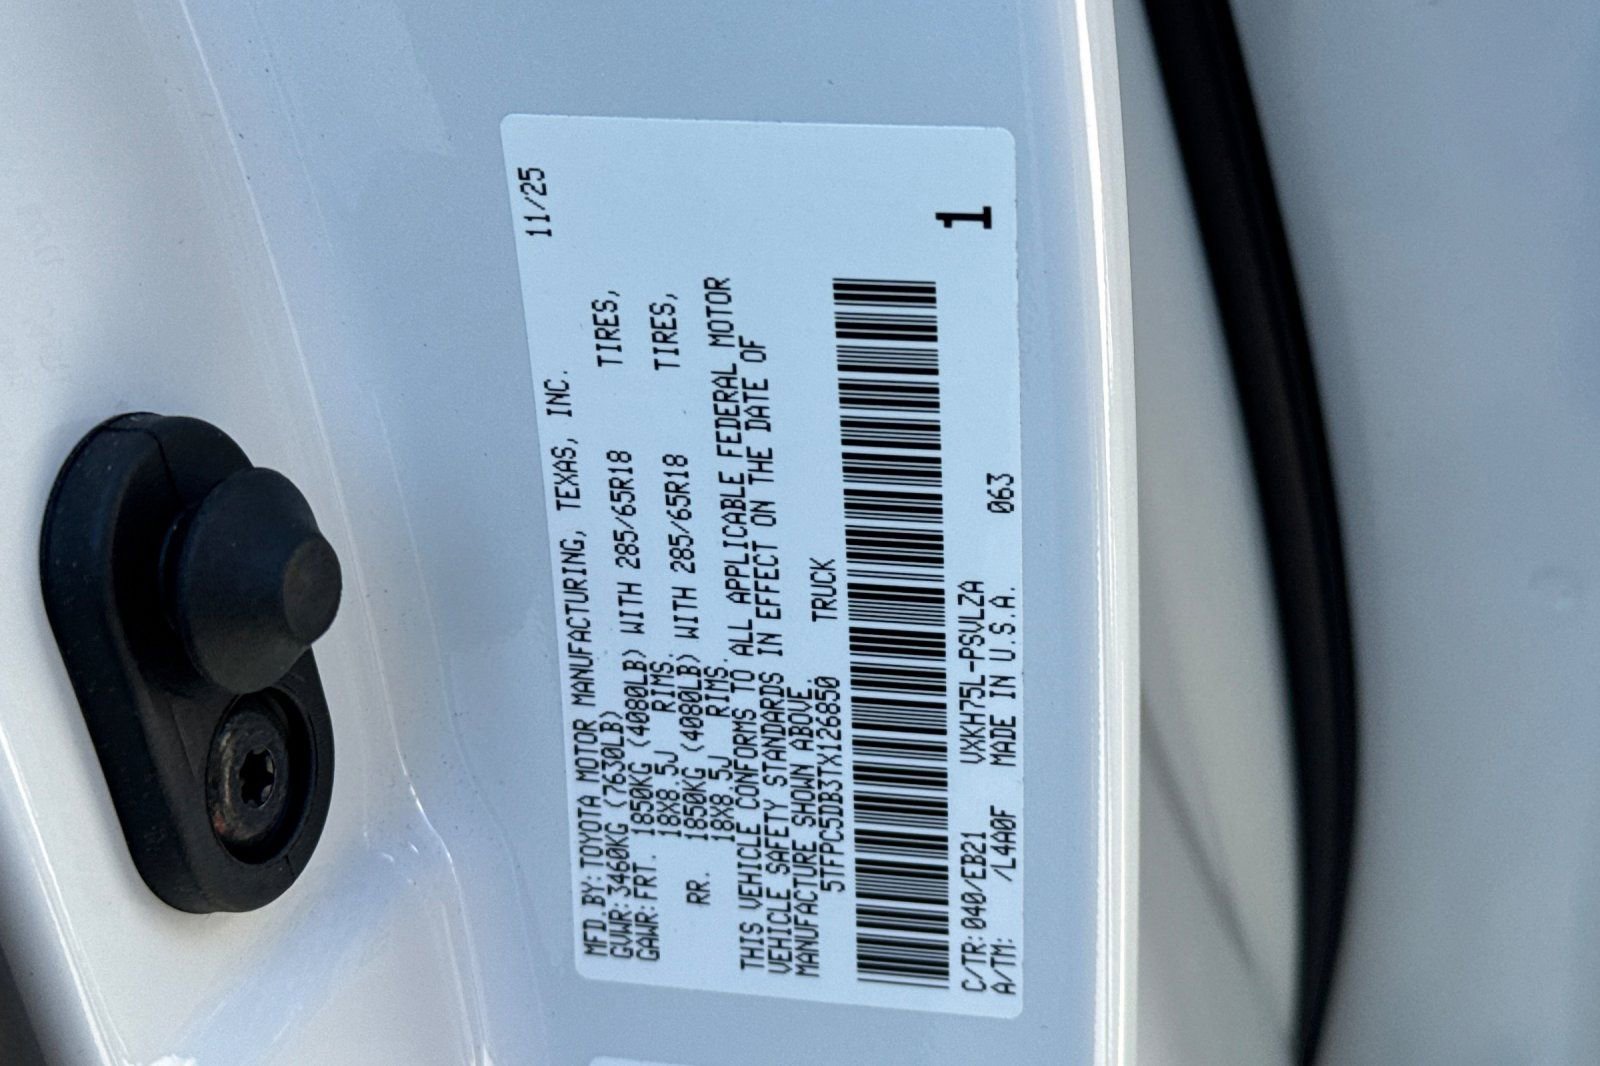 MFD.BY:TOYOTA MOTOR MANUFACTURING, TEXAS, INC. 11/25
GVWR:3460KG (7630LB)
GAWR:FRT. 1850KG (4080LB) WITH 285/65R18 TIRES,
18X8.5J RIMS.
RR. 1850KG (4080LB) WITH 285/65R18 TIRES,
18X8.5J RIMS.
THIS VEHICLE CONFORMS TO ALL APPLICABLE FEDERAL MOTOR
VEHICLE SAFETY STANDARDS IN EFFECT ON THE DATE OF
MANUFACTURE SHOWN ABOVE.
5TFPC5DB3TX126850 TRUCK
C/TR:040/EB21 VXKH75L-PSVLZA
A/TM: /L4A0F MADE IN U.S.A. 063
1